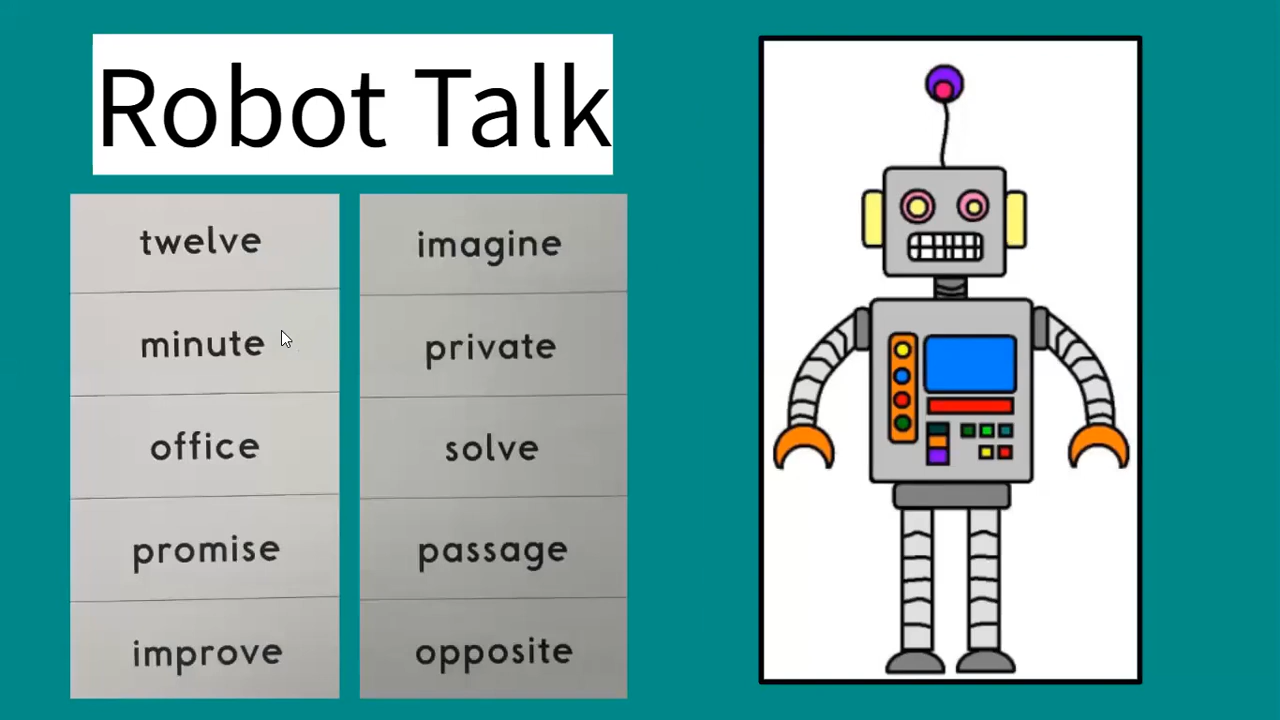 Robot Talk
twelve
minute
office
promise
improve
imagine
private
solve
passage
opposite